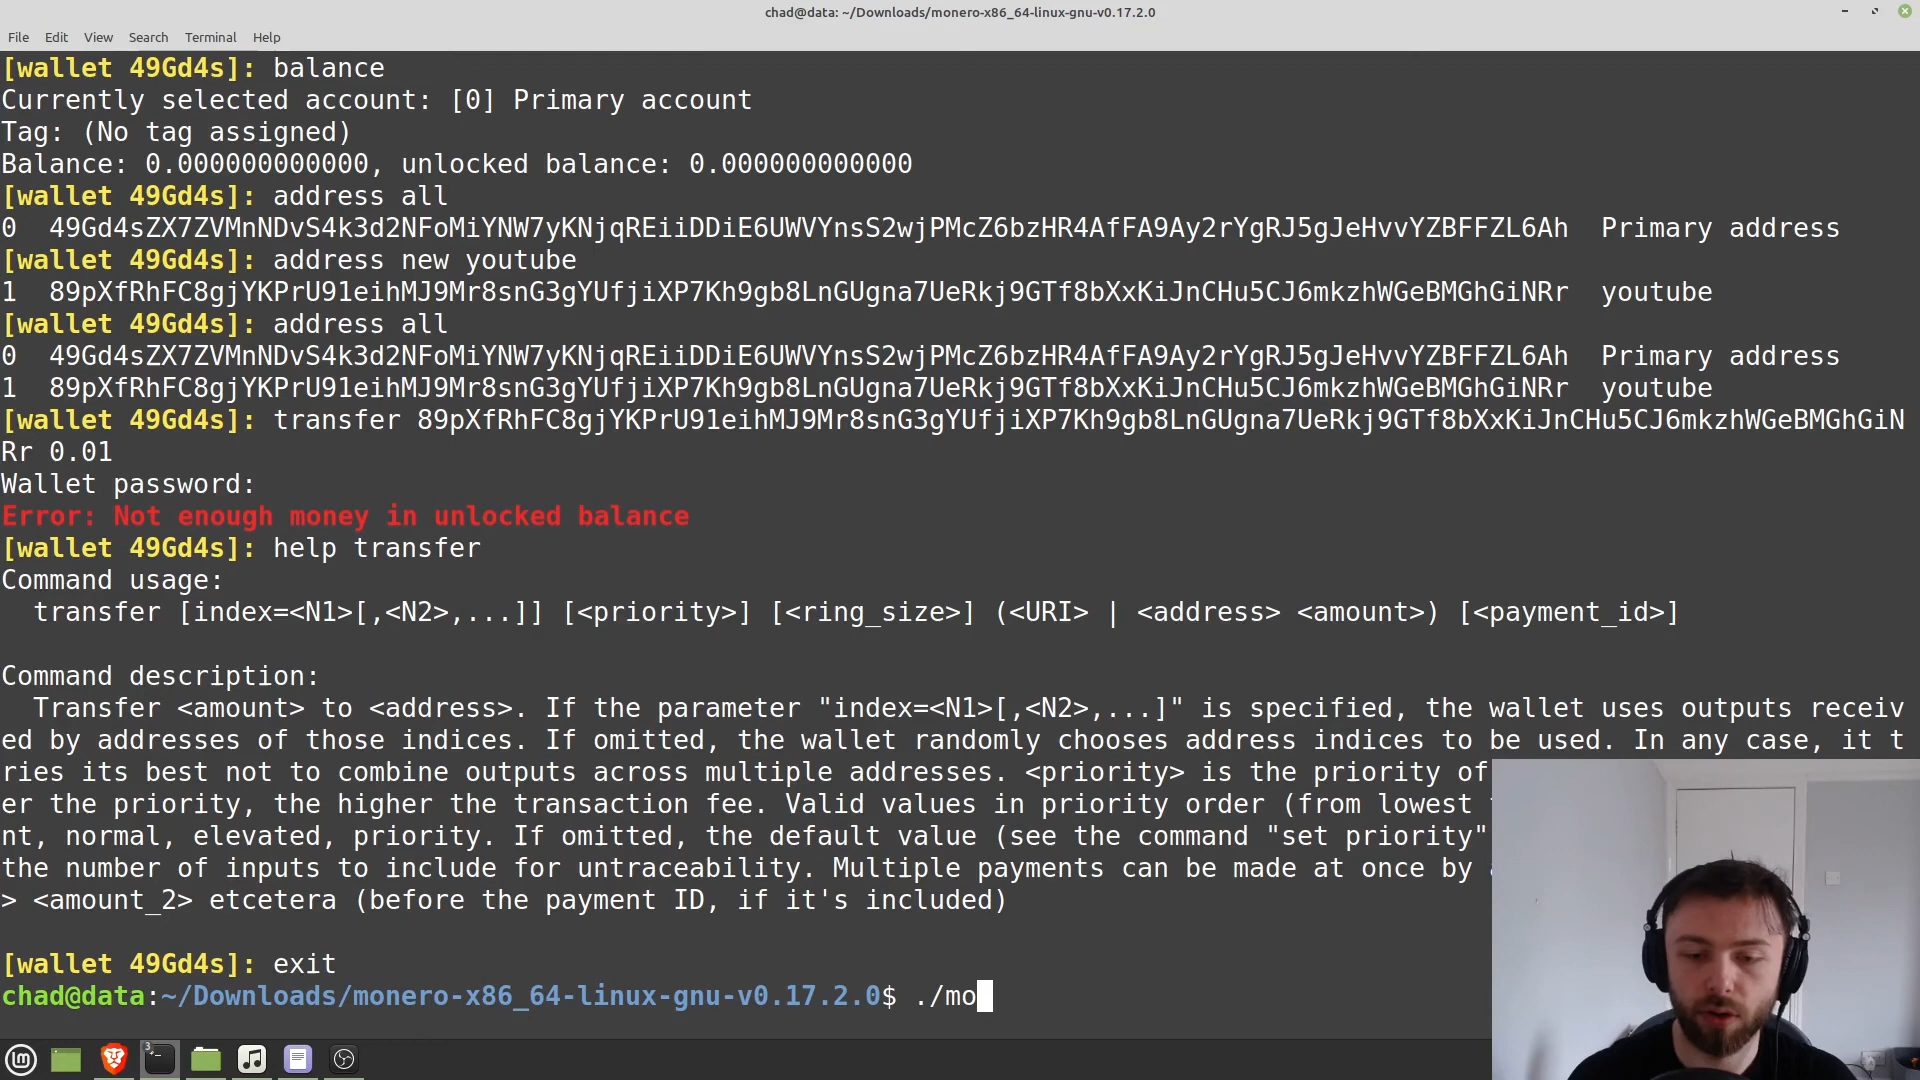 chad@data: ~/Downloads/monero-x86_64-linux-gnu-v0.17.2.0
File Edit View Search Terminal Help
[wallet 49Gd4s]: balance
Currently selected account: [0] Primary account
Tag: (No tag assigned)
Balance: 0.000000000000, unlocked balance: 0.000000000000
[wallet 49Gd4s]: address all
0  49Gd4sZX7ZVMnNDvS4k3d2NFoMiYNW7yKNjqREiiDDiE6UWVYnsS2wjPMcZ6bzHR4AfFA9Ay2rYgRJ5gJeHvvYZBFFZL6Ah  Primary address
[wallet 49Gd4s]: address new youtube
1  89pXfRhFC8gjYKPrU91eihMJ9Mr8snG3gYUfjiXP7Kh9gb8LnGUgna7UeRkj9GTf8bXxKiJnCHu5CJ6mkzhWGeBMGhGiNRr  youtube
[wallet 49Gd4s]: address all
0  49Gd4sZX7ZVMnNDvS4k3d2NFoMiYNW7yKNjqREiiDDiE6UWVYnsS2wjPMcZ6bzHR4AfFA9Ay2rYgRJ5gJeHvvYZBFFZL6Ah  Primary address
1  89pXfRhFC8gjYKPrU91eihMJ9Mr8snG3gYUfjiXP7Kh9gb8LnGUgna7UeRkj9GTf8bXxKiJnCHu5CJ6mkzhWGeBMGhGiNRr  youtube
[wallet 49Gd4s]: transfer 89pXfRhFC8gjYKPrU91eihMJ9Mr8snG3gYUfjiXP7Kh9gb8LnGUgna7UeRkj9GTf8bXxKiJnCHu5CJ6mkzhWGeBMGhGiN
Rr 0.01
Wallet password:
Error: Not enough money in unlocked balance
[wallet 49Gd4s]: help transfer
Command usage:
transfer [index=<N1>[,<N2>,...]] [<priority>] [<ring_size>] (<URI> | <address> <amount>) [<payment_id>]
Command description:
Transfer <amount> to <address>. If the parameter "index=<N1>[,<N2>,...]" is specified, the wallet uses outputs receiv
ed by addresses of those indices. If omitted, the wallet randomly chooses address indices to be used. In any case, it t
ries its best not to combine outputs across multiple addresses. <priority> is the priority of
er the priority, the higher the transaction fee. Valid values in priority order (from lowest
nt, normal, elevated, priority. If omitted, the default value (see the command "set priority"
the number of inputs to include for untraceability. Multiple payments can be made at once by
> <amount_2> etcetera (before the payment ID, if it's included)
[wallet 49Gd4s]: exit
chad@data:~/Downloads/monero-x86_64-linux-gnu-v0.17.2.0$ ./mo
3